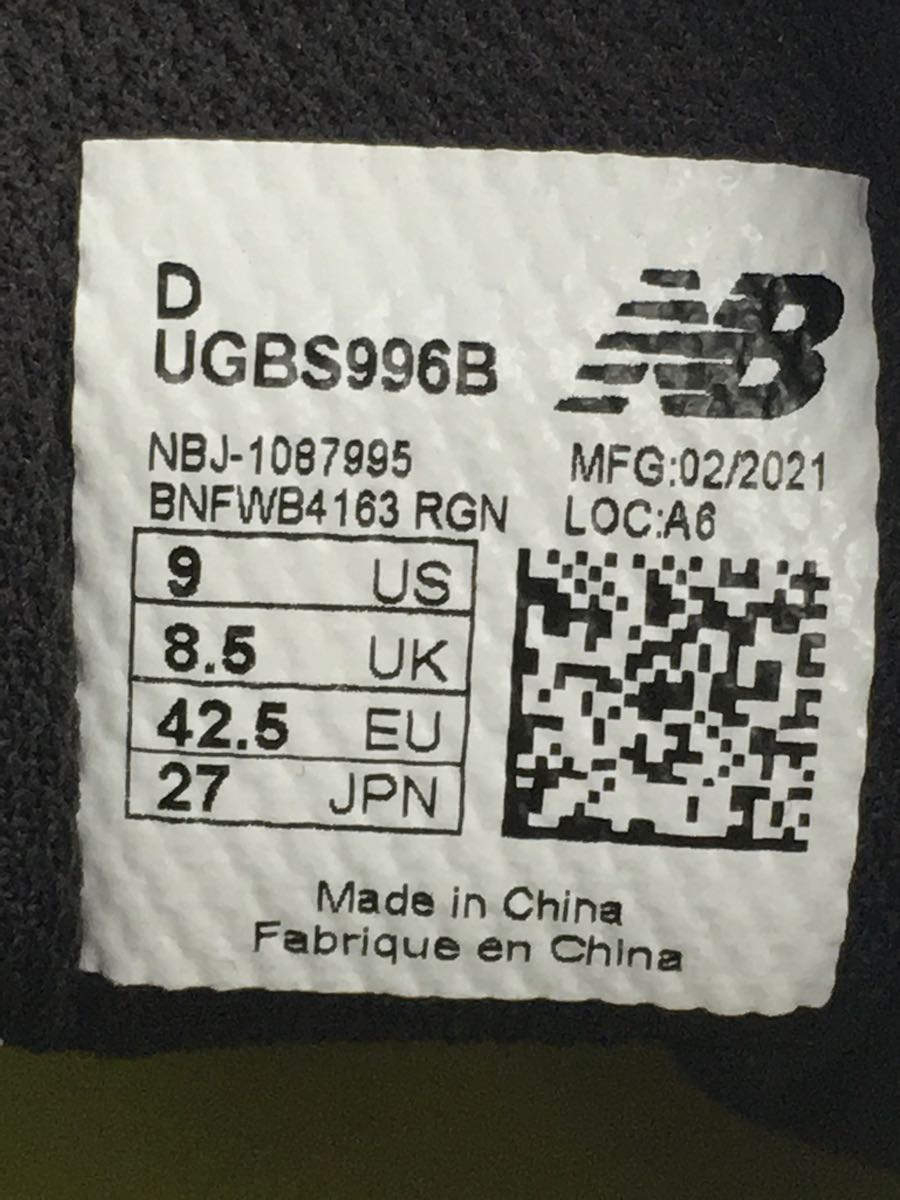 D
UGBS996B
NB
NBJ-1087995
MFG:02/2021
BNFWB4163 RGN
LOC:A6
9 US
8.5 UK
42.5 EU
27 JPN
Made in China
Fabrique en China